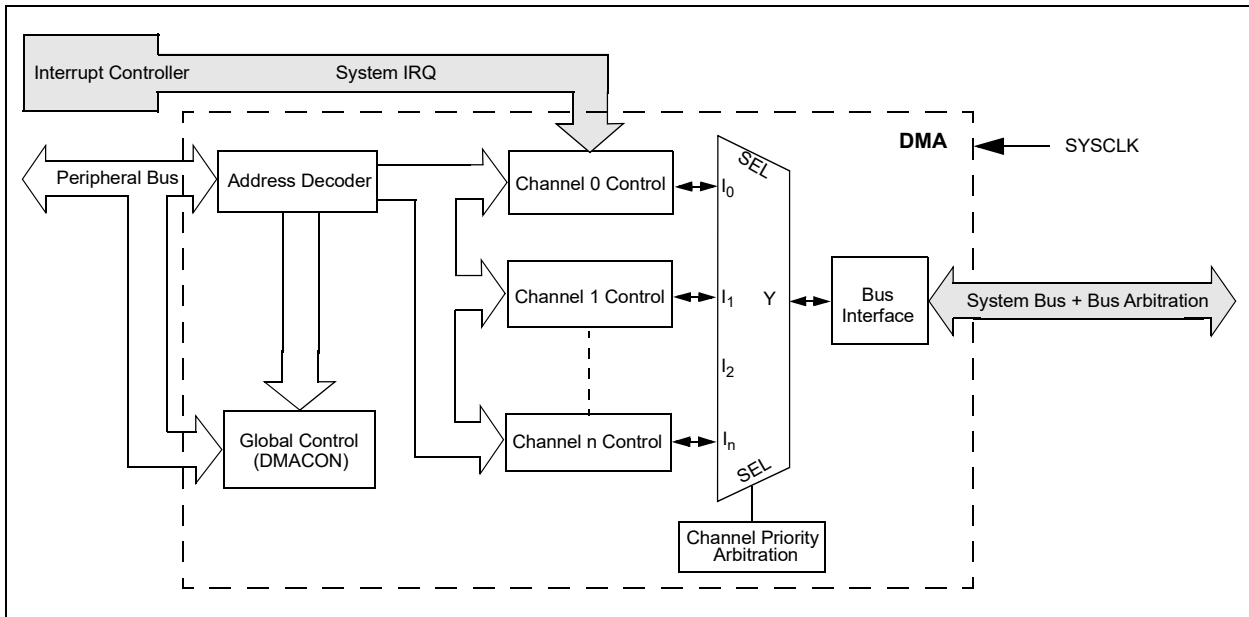 Interrupt Controller
System IRQ
DMA
SYSCLK
Peripheral Bus
Address Decoder
Channel 0 Control
SEL
I0
Channel 1 Control
I1
Y
Bus
Interface
System Bus + Bus Arbitration
I2
Global Control
(DMACON)
Channel n Control
In
SEL
Channel Priority
Arbitration